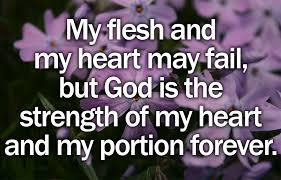 My flesh and
my heart may fail,
but God is the
strength of my heart
and my portion forever.